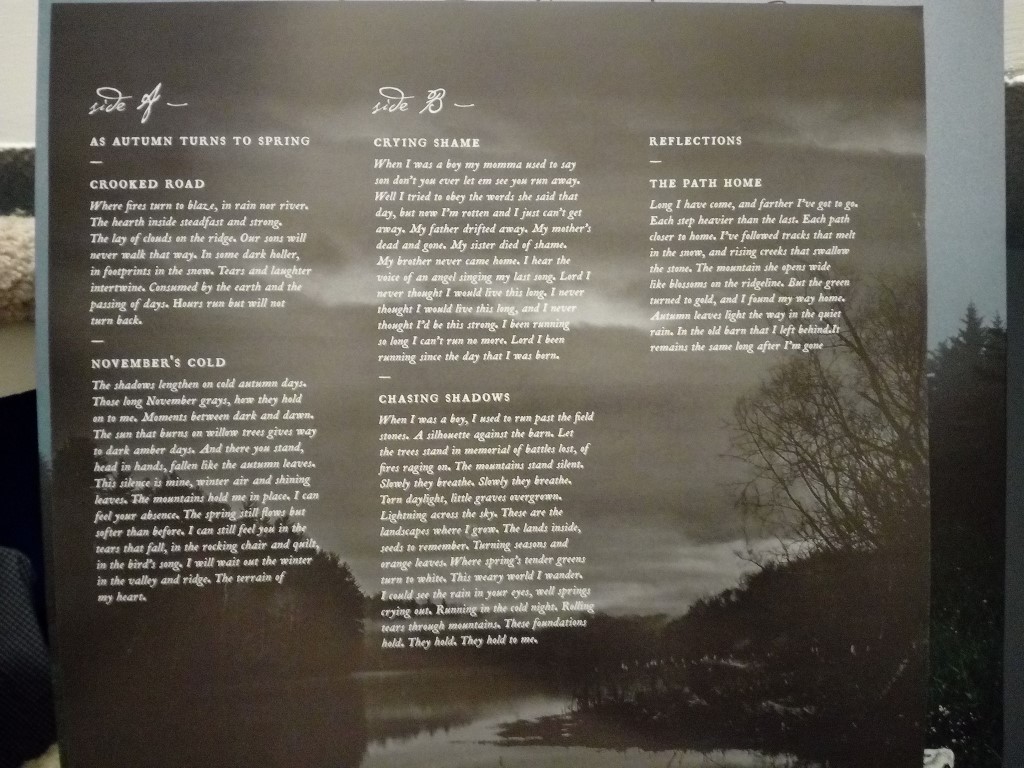 side A —
AS AUTUMN TURNS TO SPRING
—
CROOKED ROAD
Where fires turn to blaze, in rain nor river.
The hearth inside steadfast and strong.
The lay of clouds on the ridge. Our sons will
never walk that way. In some dark holler,
in footprints in the snow. Tears and laughter
intertwine. Consumed by the earth and the
passing of days. Hours run but will not
turn back.
—
NOVEMBER'S COLD
The shadows lengthen on cold autumn days.
Those long November grays, how they hold
on to me. Moments between dark and dawn.
The sun that burns on willow trees gives way
to dark amber days. And there you stand,
head in hands, fallen like the autumn leaves.
This silence is mine, winter air and shining
leaves. The mountains hold me in place. I can
feel your absence. The spring still flows but
softer than before. I can still feel you in the
tears that fall, in the rocking chair and quilt,
in the bird's song. I will wait out the winter
in the valley and ridge. The terrain of
my heart.
side B —
CRYING SHAME
When I was a boy my momma used to say
son don't you ever let em see you run away.
Well I tried to obey the words she said that
day, but now I'm rotten and I just can't get
away. My father drifted away. My mother's
dead and gone. My sister died of shame.
My brother never came home. I hear the
voice of an angel singing my last song. Lord I
never thought I would live this long. I never
thought I would live this long, and I never
thought I'd be this strong. I been running
so long I can't run no more. Lord I been
running since the day that I was born.
—
CHASING SHADOWS
When I was a boy, I used to run past the field
stones. A silhouette against the barn. Let
the trees stand in memorial of battles lost, of
fires raging on. The mountains stand silent.
Slowly they breathe. Slowly they breathe.
Torn daylight, little graves overgrown.
Lightning across the sky. These are the
landscapes where I grow. The lands inside,
seeds to remember. Turning seasons and
orange leaves. Where spring's tender greens
turn to white. This weary world I wander.
I could see the rain in your eyes, well springs
crying out. Running in the cold night. Rolling
tears through mountains. These foundations
hold. They hold. They hold to me.
REFLECTIONS
—
THE PATH HOME
Long I have come, and farther I've got to go.
Each step heavier than the last. Each path
closer to home. I've followed tracks that melt
in the snow, and rising creeks that swallow
the stone. The mountain she opens wide
like blossoms on the ridgeline. But the green
turned to gold, and I found my way home.
Autumn leaves light the way in the quiet
rain. In the old barn that I left behind.It
remains the same long after I'm gone